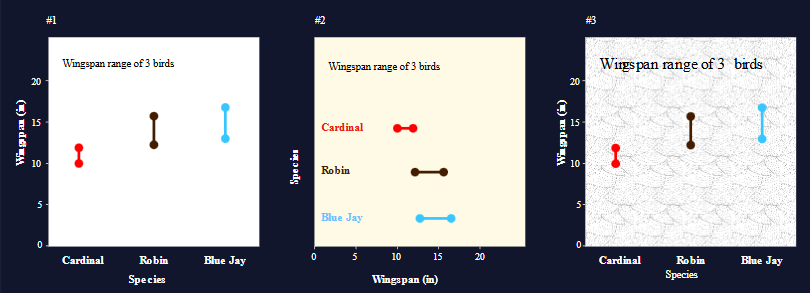 #1
Wingspan range of 3 birds
Wingspan (in)
20
15
10
5
0
Cardinal Robin Blue Jay
Species
#2
Wingspan range of 3 birds
Species
Cardinal
Robin
Blue Jay
0 5 10 15 20
Wingspan (in)
#3
Wingspan range of 3 birds
Wingspan (in)
20
15
10
5
0
Cardinal Robin Blue Jay
Species